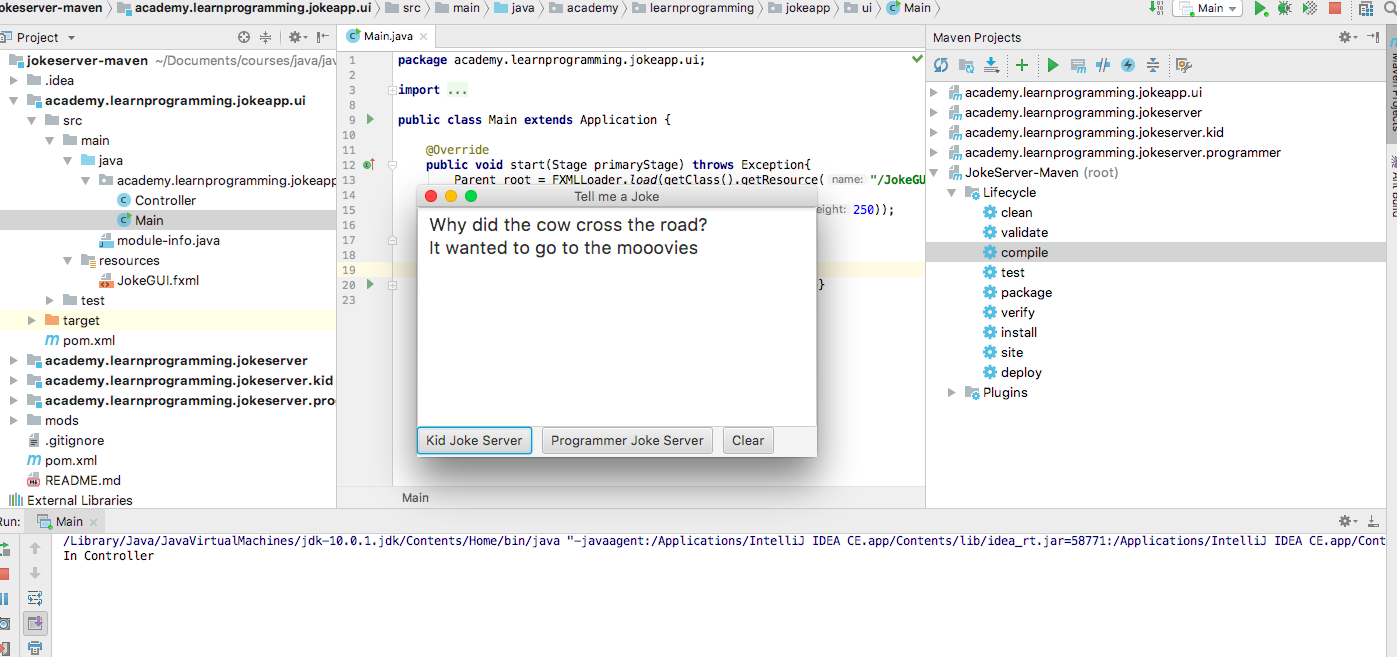 jokeserver-maven academy.learnprogramming.jokeapp.ui src main java academy learnprogramming jokeapp ui Main Main
Project
jokeserver-maven ~/Documents/courses/java/jav
.idea
academy.learnprogramming.jokeapp.ui
src
main
java
academy.learnprogramming.jokeapp
Controller
Main
module-info.java
resources
JokeGUI.fxml
test
target
pom.xml
academy.learnprogramming.jokeserver
academy.learnprogramming.jokeserver.kid
academy.learnprogramming.jokeserver.pro
mods
.gitignore
pom.xml
README.md
External Libraries
Main.java
1 package academy.learnprogramming.jokeapp.ui;
2
3 import ...
8
9 public class Main extends Application {
10
11 @Override
12 public void start(Stage primaryStage) throws Exception{
13 Parent root = FXMLLoader.load(getClass().getResource( name: "/JokeGU
14
15 eight: 250));
16
17
18
19
20 }
23
Main
Tell me a Joke
Why did the cow cross the road?
It wanted to go to the mooovies
Kid Joke Server Programmer Joke Server Clear
Maven Projects
academy.learnprogramming.jokeapp.ui
academy.learnprogramming.jokeserver
academy.learnprogramming.jokeserver.kid
academy.learnprogramming.jokeserver.programmer
JokeServer-Maven (root)
Lifecycle
clean
validate
compile
test
package
verify
install
site
deploy
Plugins
Maven Projects
Ant Build
Run: Main
/Library/Java/JavaVirtualMachines/jdk-10.0.1.jdk/Contents/Home/bin/java "-javaagent:/Applications/IntelliJ IDEA CE.app/Contents/lib/idea_rt.jar=58771:/Applications/IntelliJ IDEA CE.app/Cont
In Controller